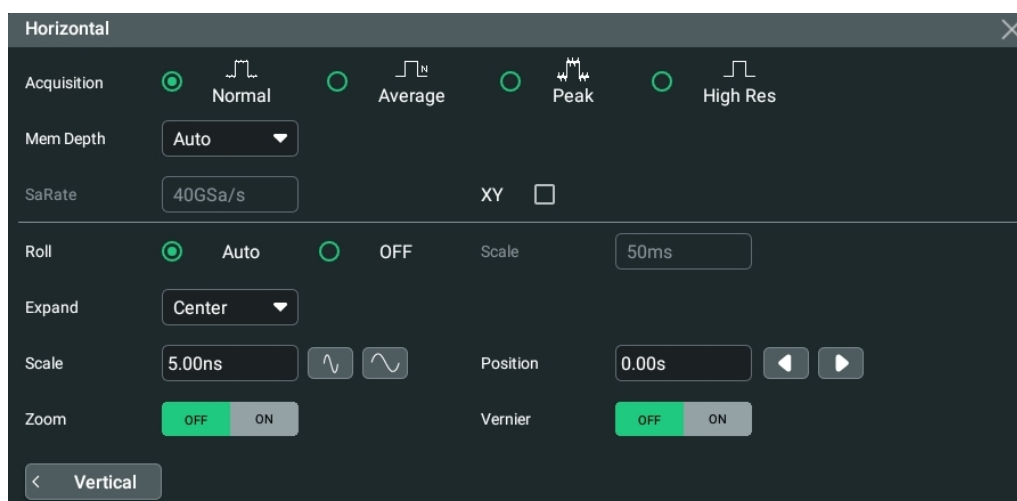 Horizontal
Acquisition Normal N Average Peak High Res
Mem Depth Auto
SaRate 40GSa/s XY
Roll Auto OFF Scale 50ms
Expand Center
Scale 5.00ns Position 0.00s
Zoom OFF ON Vernier OFF ON
< Vertical